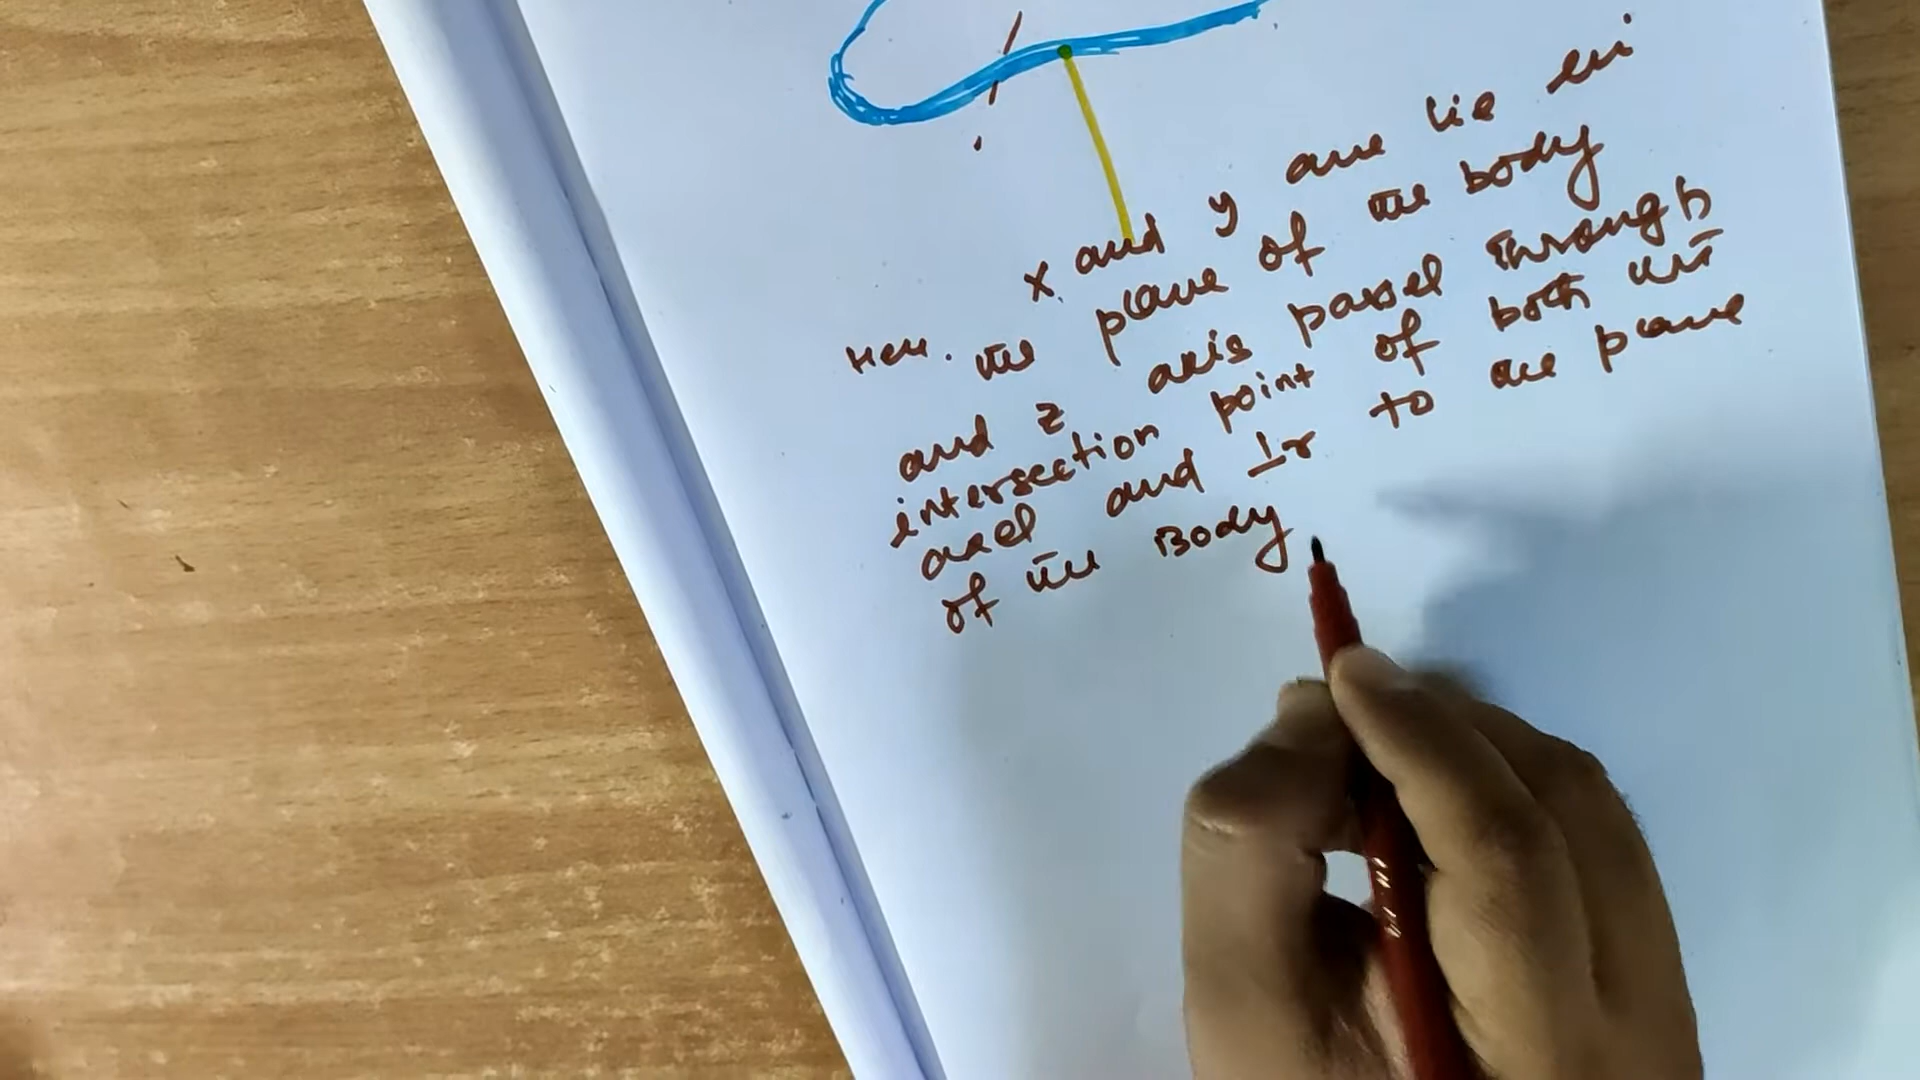 Here. x and y are lie in
the plane of the body
and z axis passes through
intersection point of both
axes and ⊥r to the plane
of the Body